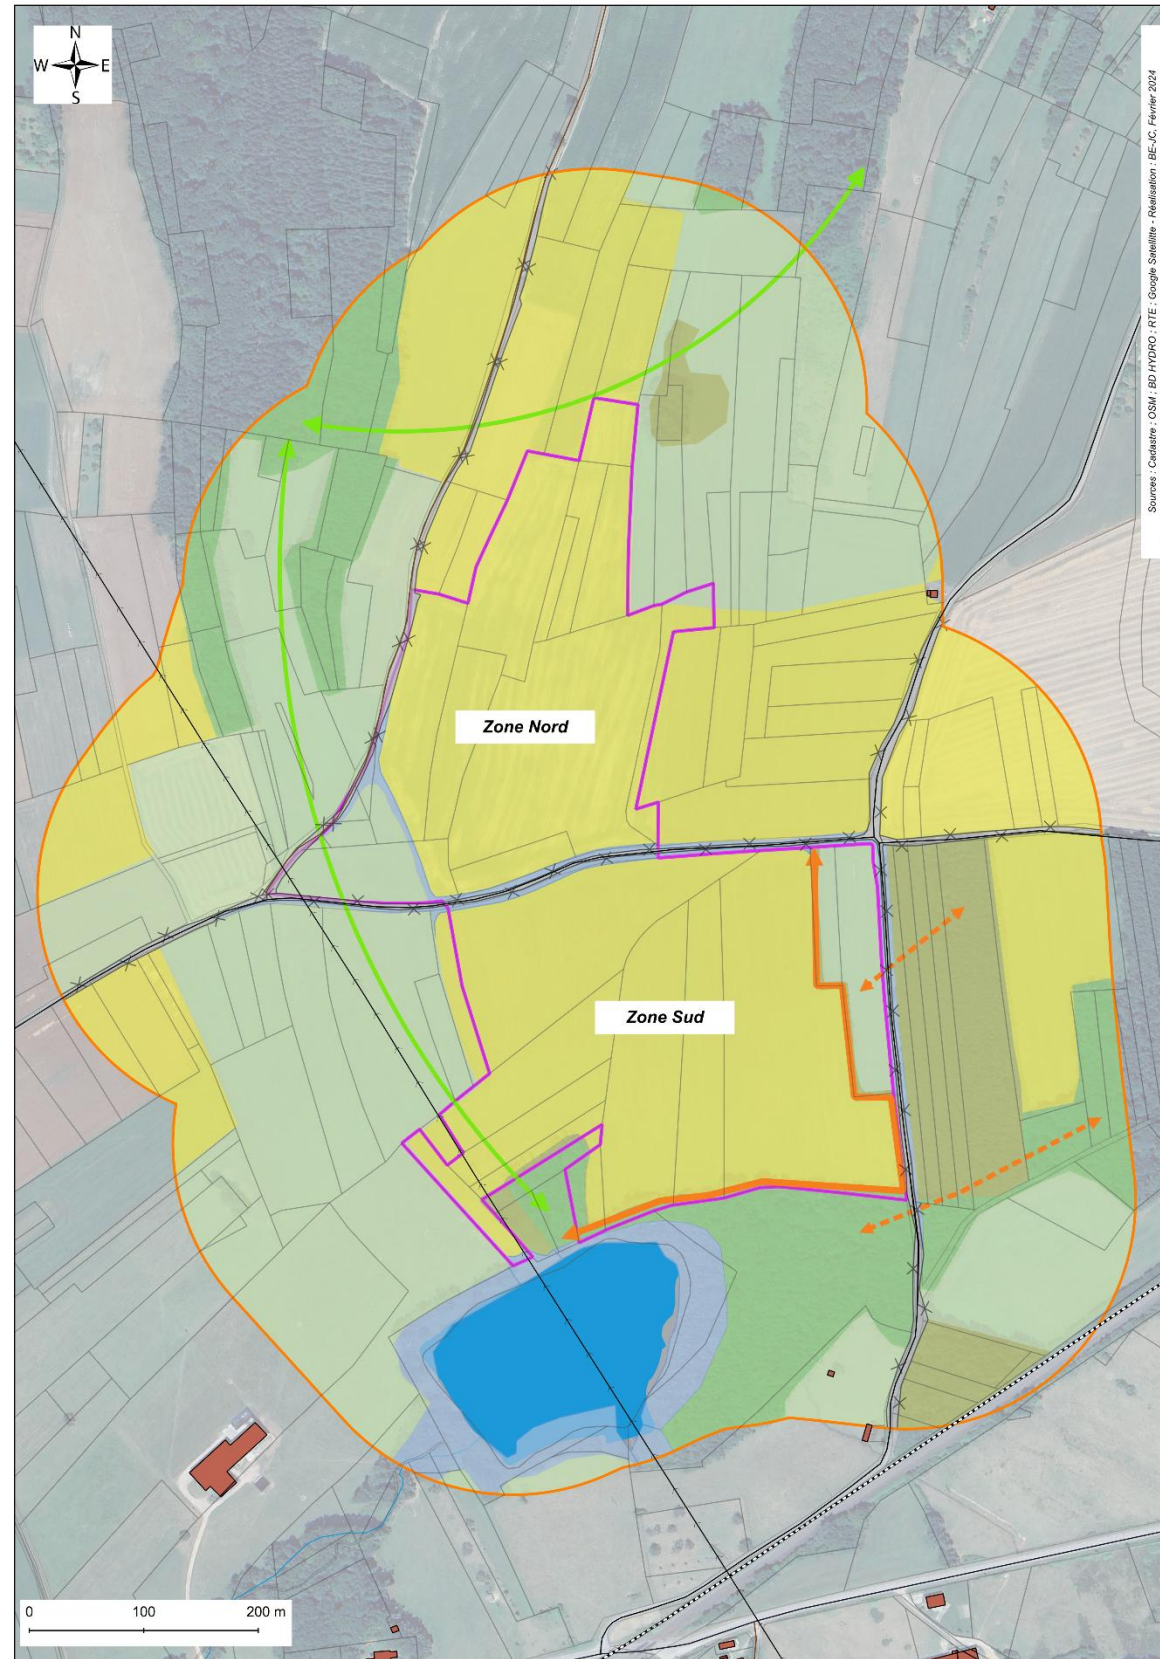 N
W E
S
Sources : Cadastre ; OSM ; BD HYDRO ; RTE ; Google Satellitte - Réalisation : BE-JC, Février 2024
Zone Nord
Zone Sud
0 100 200 m